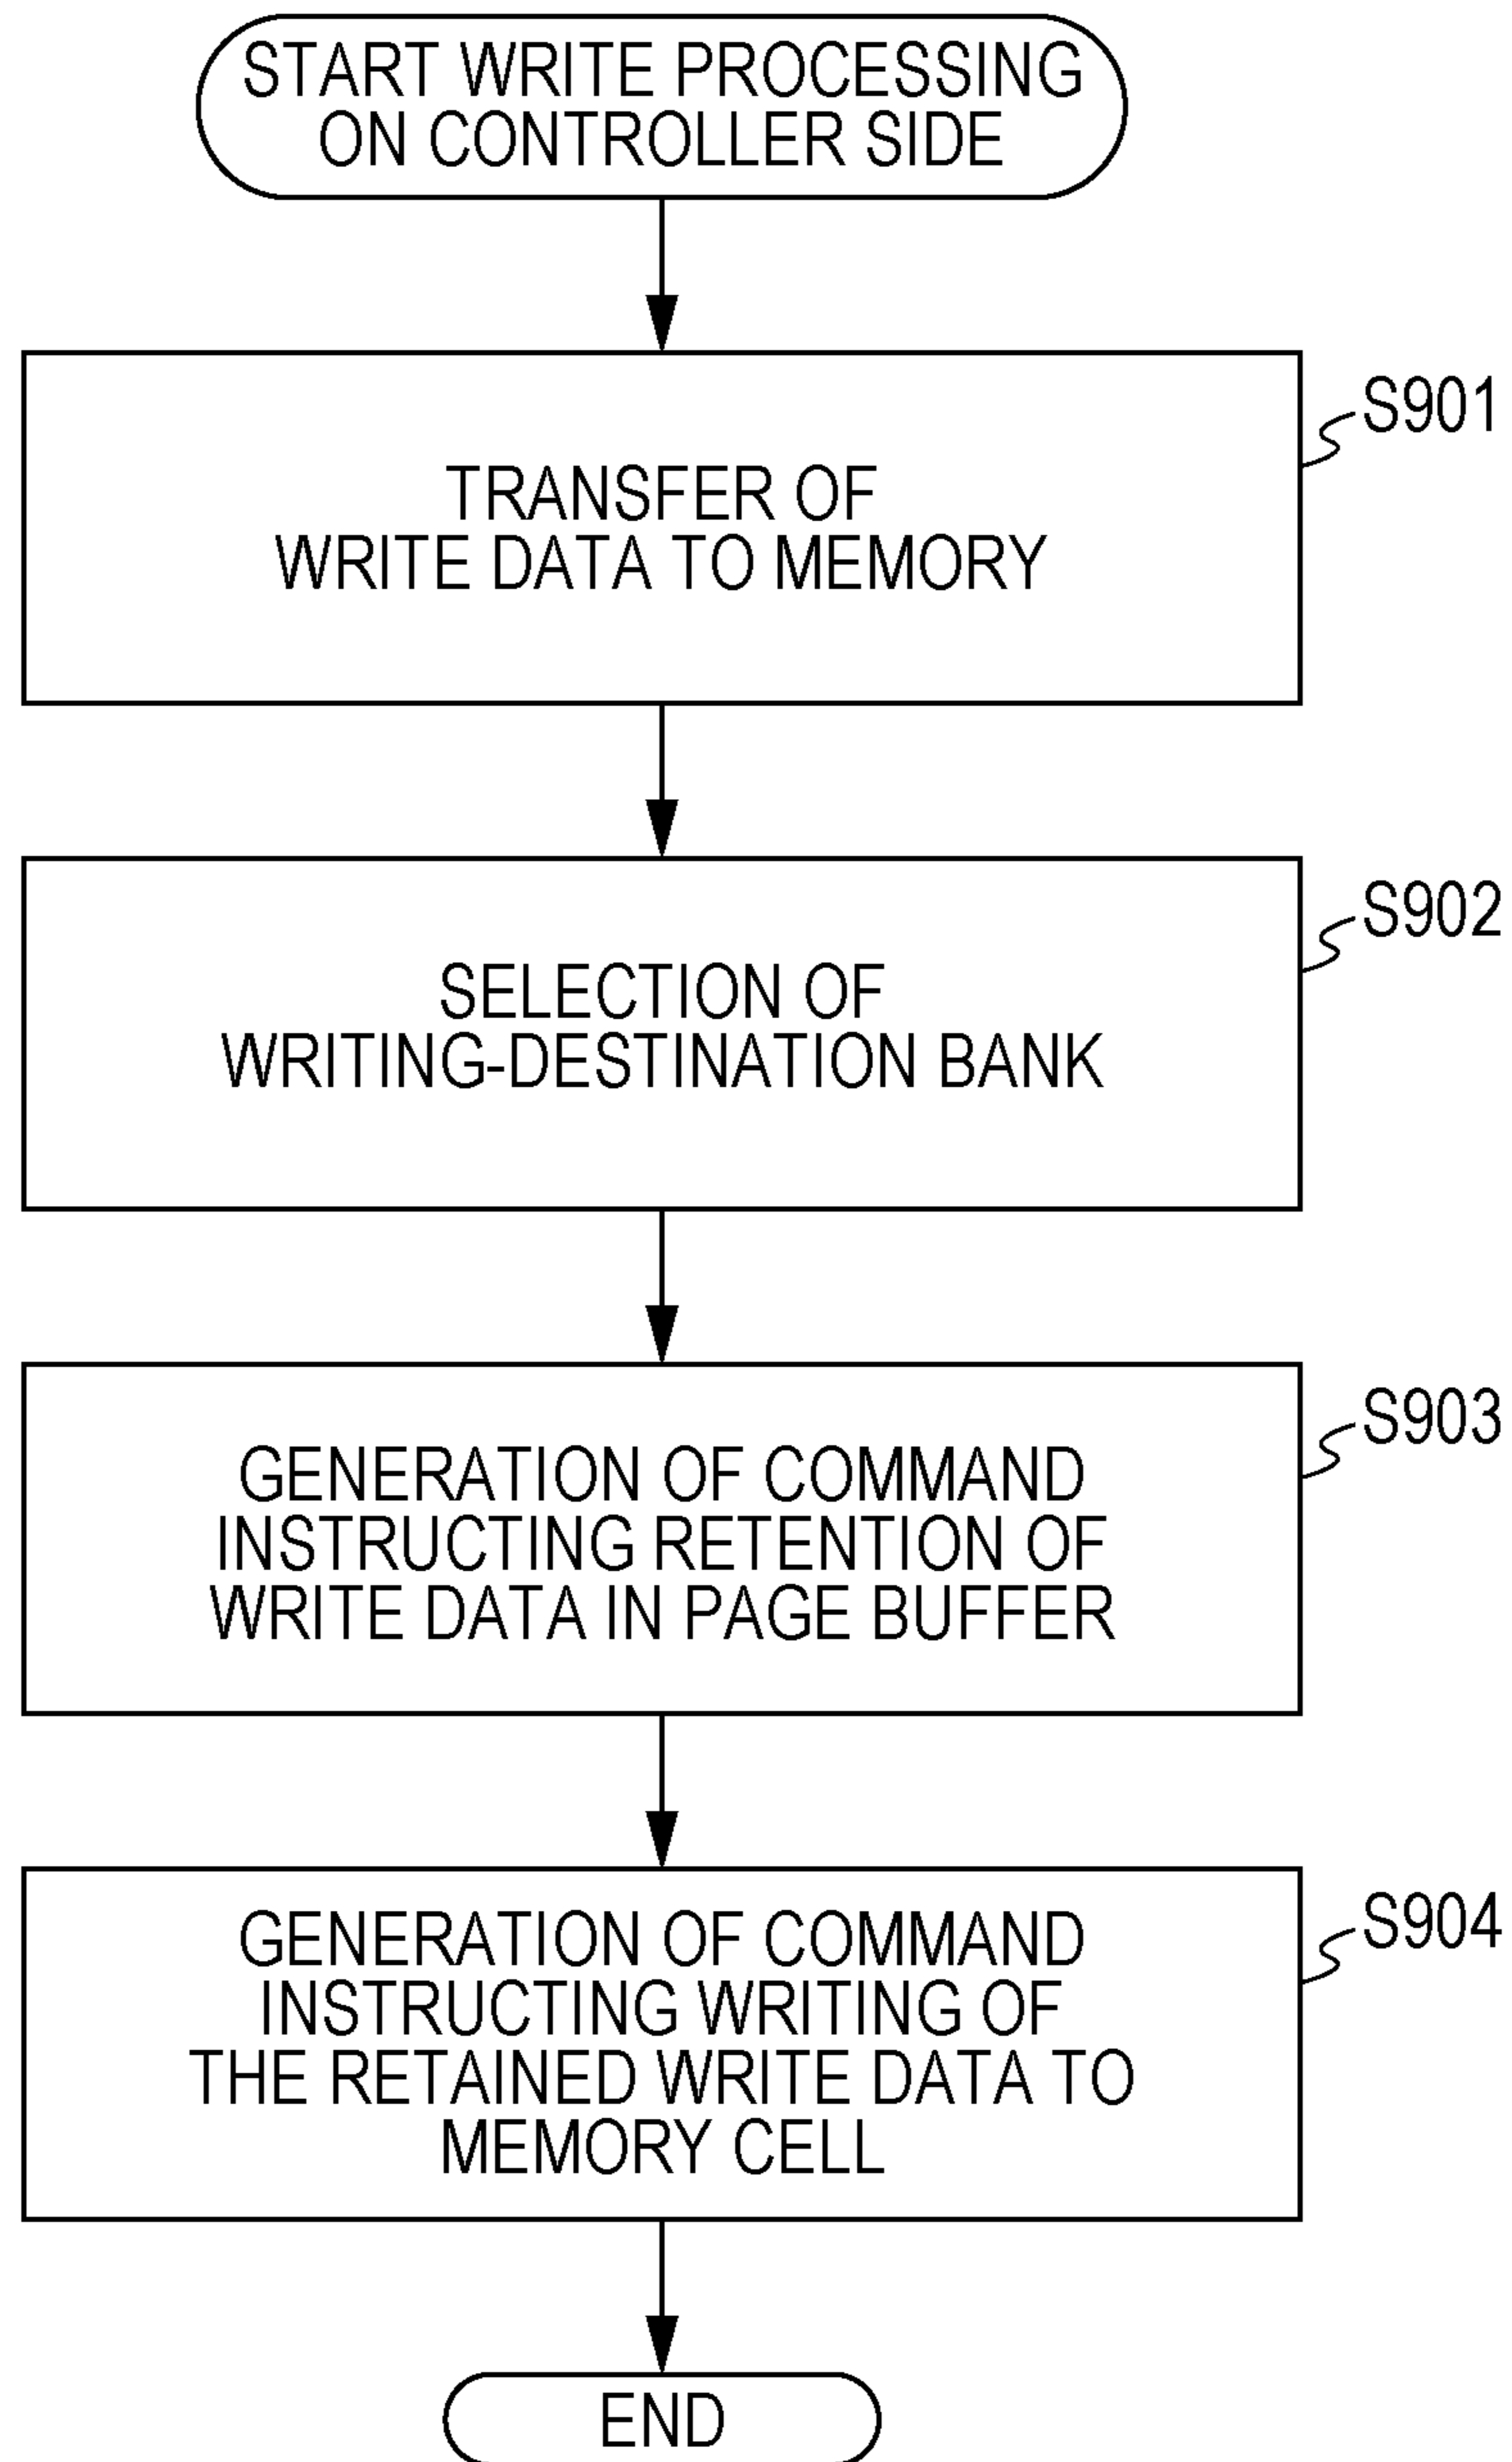 START WRITE PROCESSING
ON CONTROLLER SIDE
S901
TRANSFER OF
WRITE DATA TO MEMORY
S902
SELECTION OF
WRITING-DESTINATION BANK
S903
GENERATION OF COMMAND
INSTRUCTING RETENTION OF
WRITE DATA IN PAGE BUFFER
S904
GENERATION OF COMMAND
INSTRUCTING WRITING OF
THE RETAINED WRITE DATA TO
MEMORY CELL
END